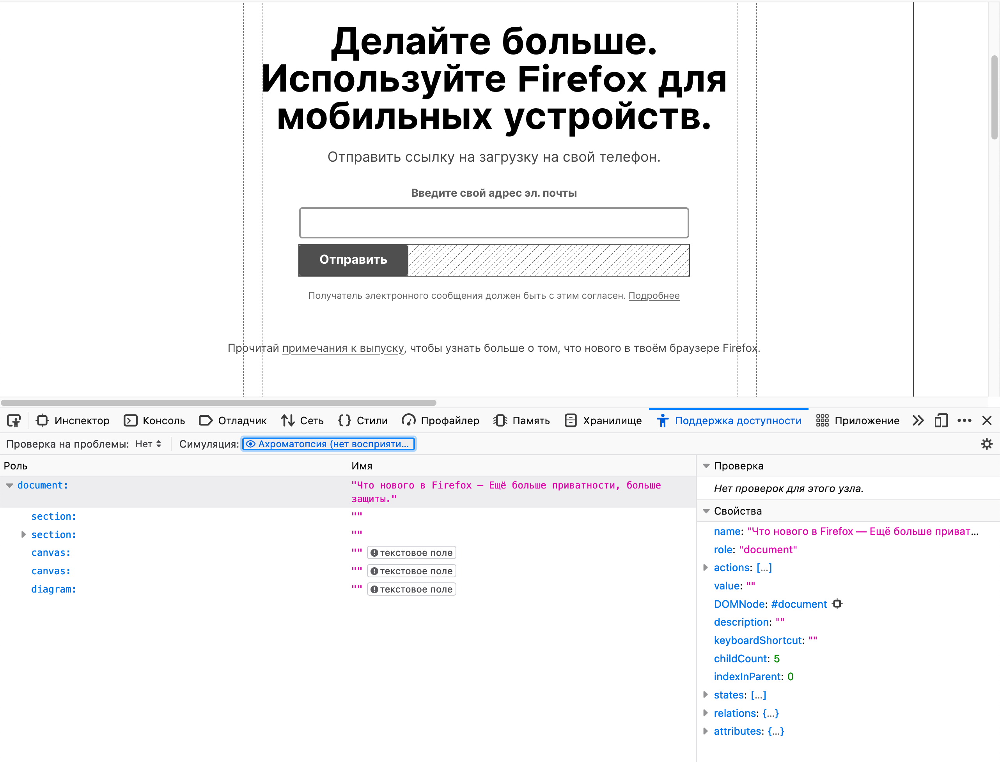 Делайте больше.
Используйте Firefox для
мобильных устройств.
Отправить ссылку на загрузку на свой телефон.
Введите свой адрес эл. почты
Отправить
Получатель электронного сообщения должен быть с этим согласен. Подробнее
Прочитай примечания к выпуску, чтобы узнать больше о том, что нового в твоём браузере Firefox.
Инспектор Консоль Отладчик Сеть Стили Профайлер Память Хранилище Поддержка доступности Приложение
Проверка на проблемы: Нет Симуляция: Ахроматопсия (нет восприяти...
Роль Имя
document: "Что нового в Firefox — Ещё больше приватности, больше
защиты."
section: ""
section: ""
canvas: "" текстовое поле
canvas: "" текстовое поле
diagram: "" текстовое поле
Проверка
Нет проверок для этого узла.
Свойства
name: "Что нового в Firefox — Ещё больше приват...
role: "document"
actions: [...]
value: ""
DOMNode: #document
description: ""
keyboardShortcut: ""
childCount: 5
indexInParent: 0
states: [...]
relations: {...}
attributes: {...}